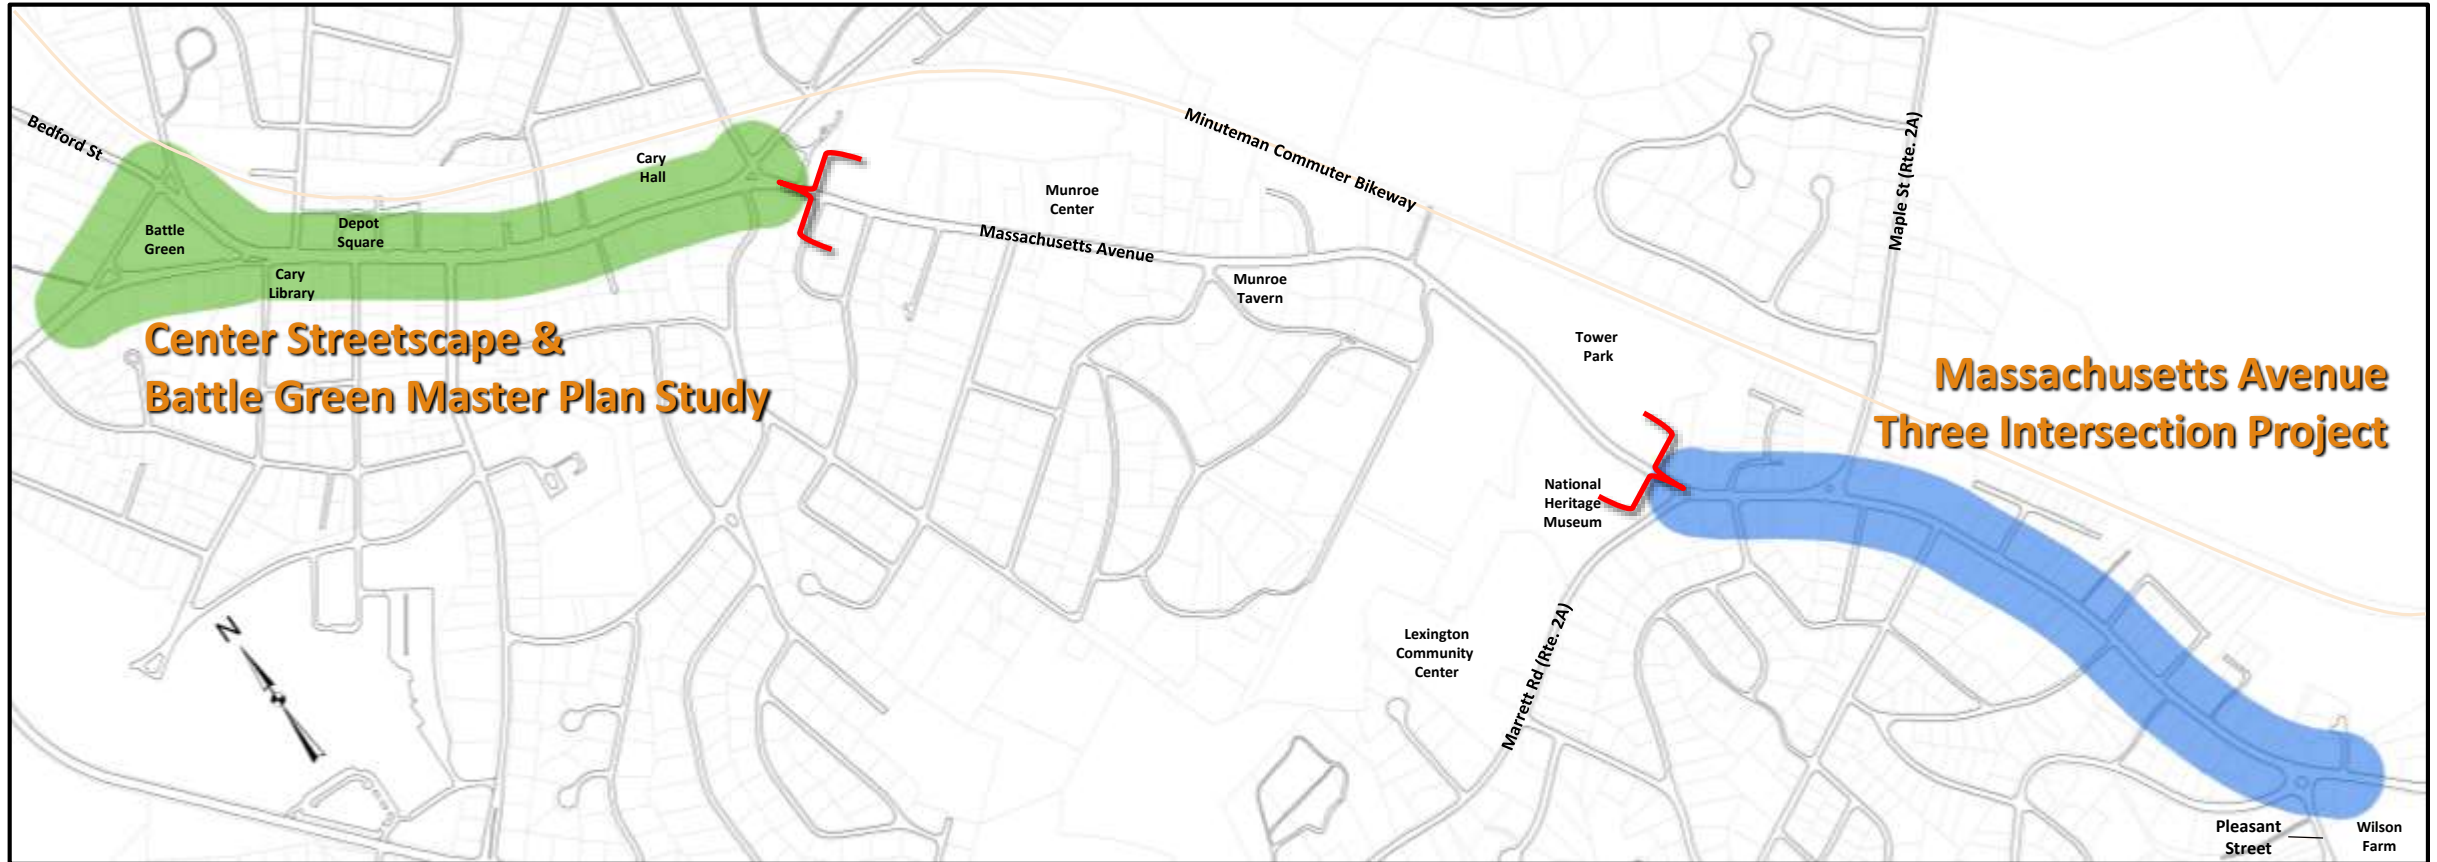 Bedford St
Battle
Green
Depot
Square
Cary
Library
Cary
Hall
Center Streetscape &
Battle Green Master Plan Study
N
Munroe
Center
Massachusetts Avenue
Minuteman Commuter Bikeway
Munroe
Tavern
Tower
Park
Maple St (Rte. 2A)
Massachusetts Avenue
Three Intersection Project
National
Heritage
Museum
Lexington
Community
Center
Marrett Rd (Rte. 2A)
Pleasant
Street
Wilson
Farm